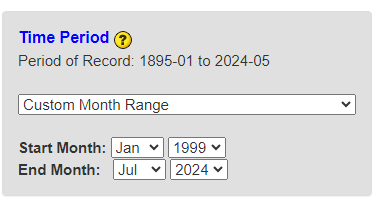 Time Period ?
Period of Record: 1895-01 to 2024-05
Custom Month Range
Start Month: Jan 1999
End Month: Jul 2024